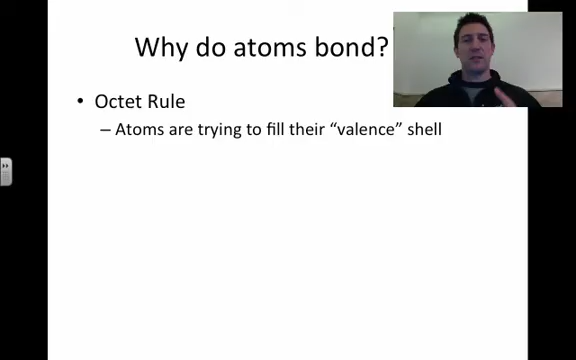 Why do atoms bond?
• Octet Rule
– Atoms are trying to fill their “valence” shell